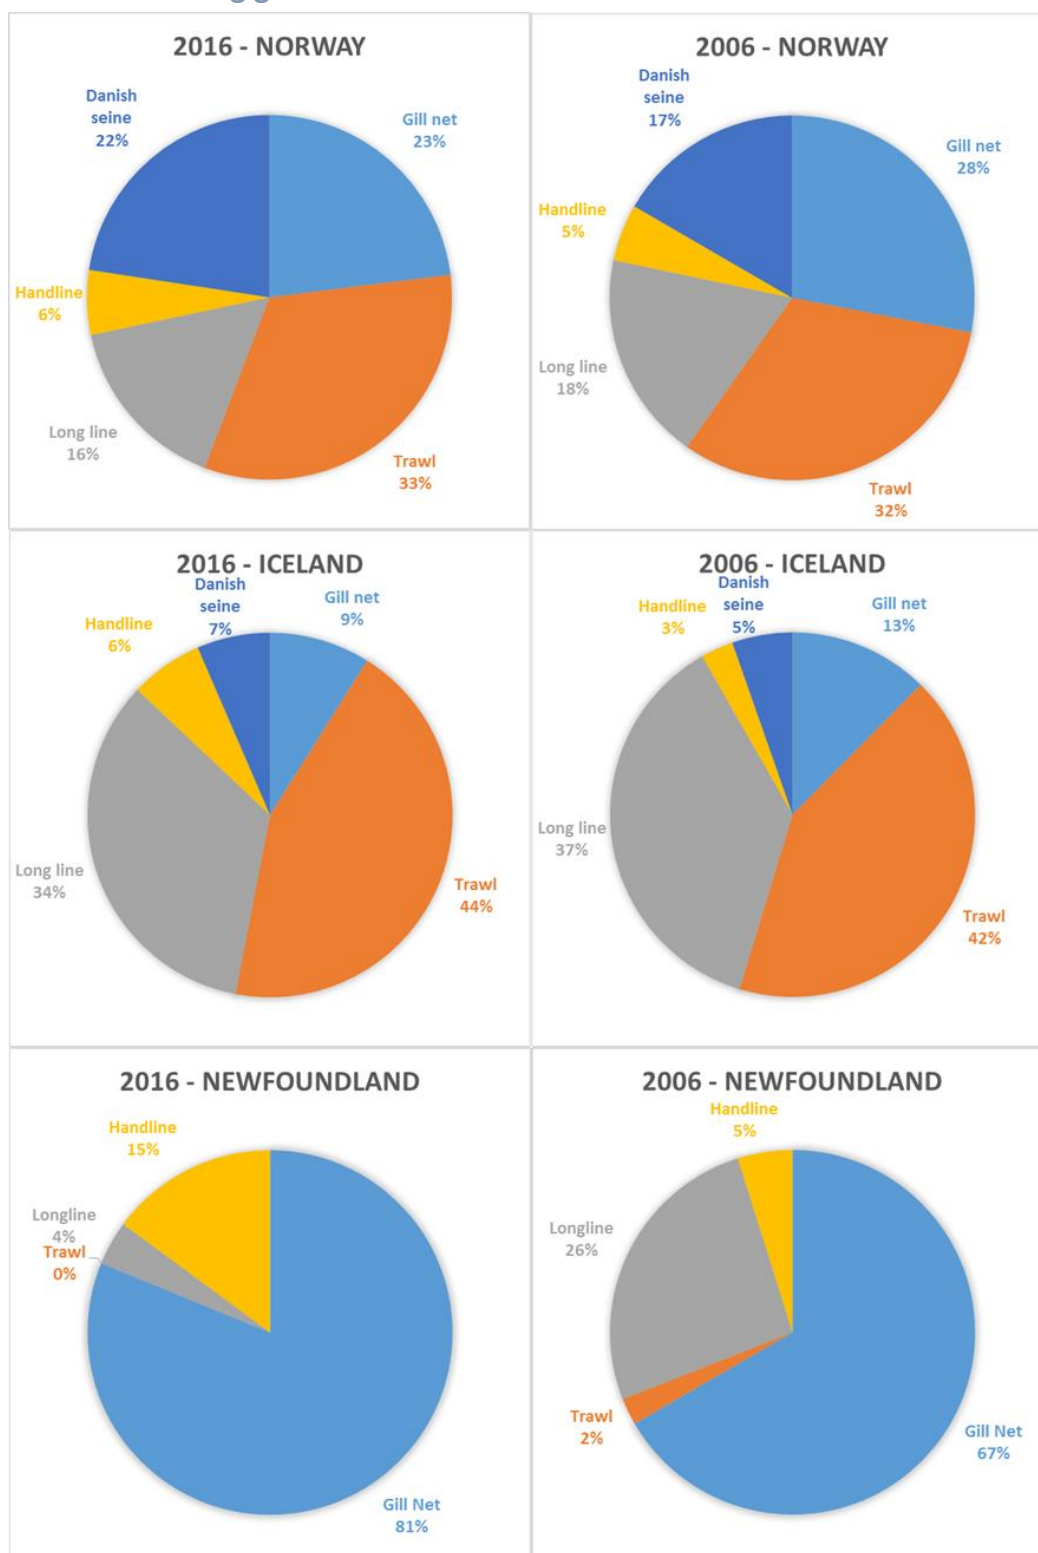 2016 - NORWAY
Danish
seine
22%
Gill net
23%
Handline
6%
Long line
16%
Trawl
33%
2006 - NORWAY
Danish
seine
17%
Gill net
28%
Handline
5%
Long line
18%
Trawl
32%
2016 - ICELAND
Danish
seine
7%
Gill net
9%
Handline
6%
Long line
34%
Trawl
44%
2006 - ICELAND
Danish
seine
5%
Handline
3%
Gill net
13%
Long line
37%
Trawl
42%
2016 - NEWFOUNDLAND
Handline
15%
Longline
4%
Trawl
0%
Gill Net
81%
2006 - NEWFOUNDLAND
Handline
5%
Longline
26%
Trawl
2%
Gill Net
67%